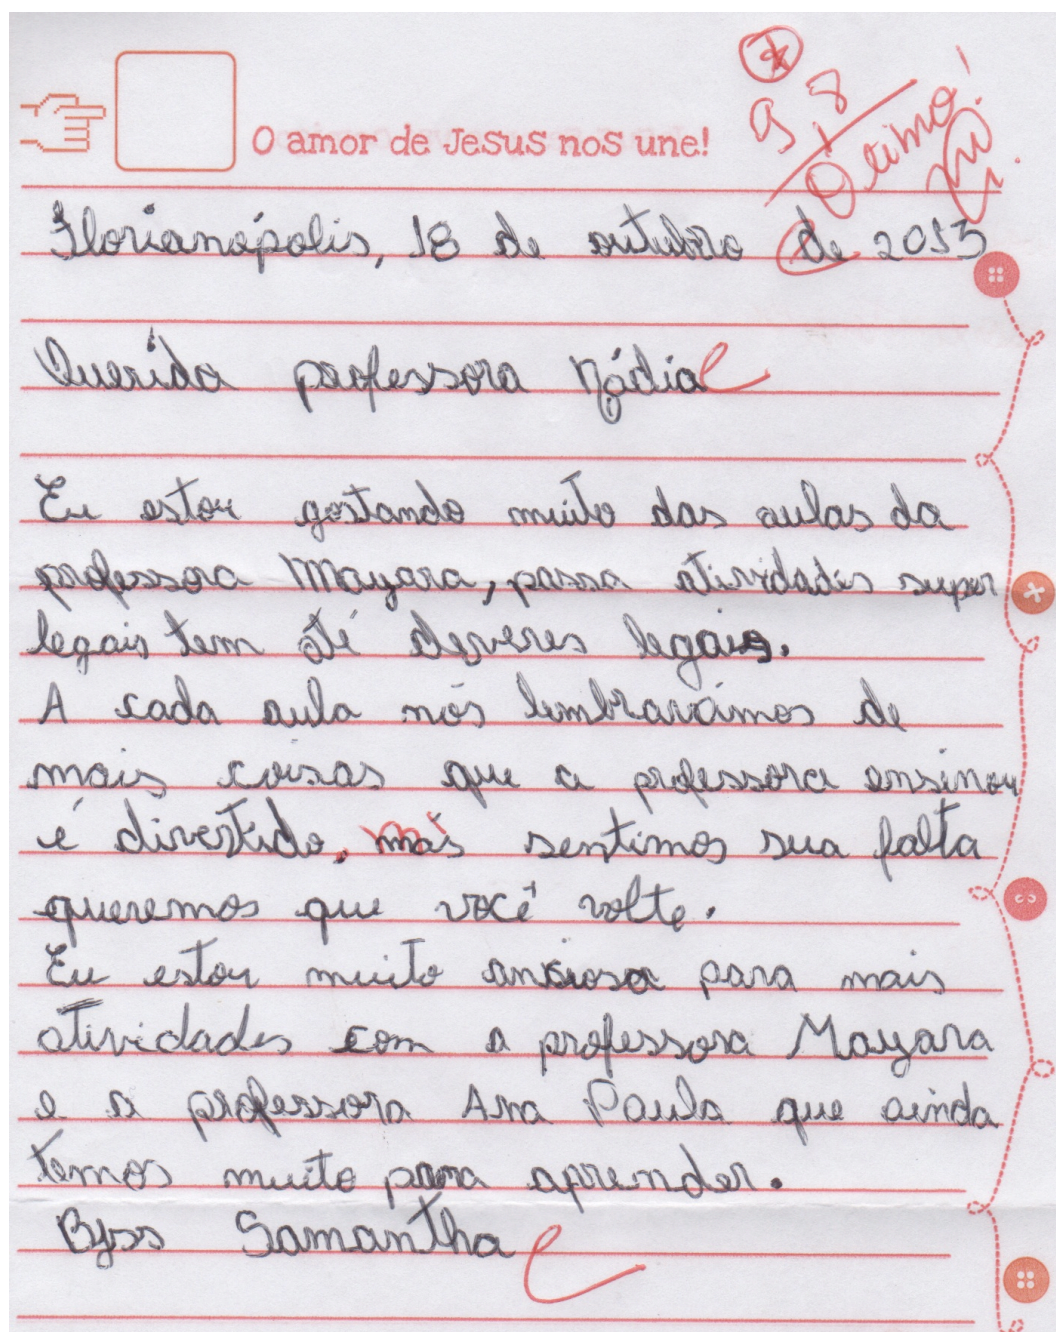 9,8
Ótimo!
O amor de Jesus nos une!
Florianópolis, 18 de outubro de 2013
Querida professora Nádia
Eu estou gostando muito das aulas da
professora Mayara, passa atividades super
legais tem até deveres legais.
A cada aula nós lembravámos de
mais coisas que a professora ensinou
é divertido, mas sentimos sua falta
queremos que você volte.
Eu estou muito ansiosa para mais
atividades com a professora Mayara
e a professora Ana Paula que ainda
temos muito para aprender.
Bjss Samantha